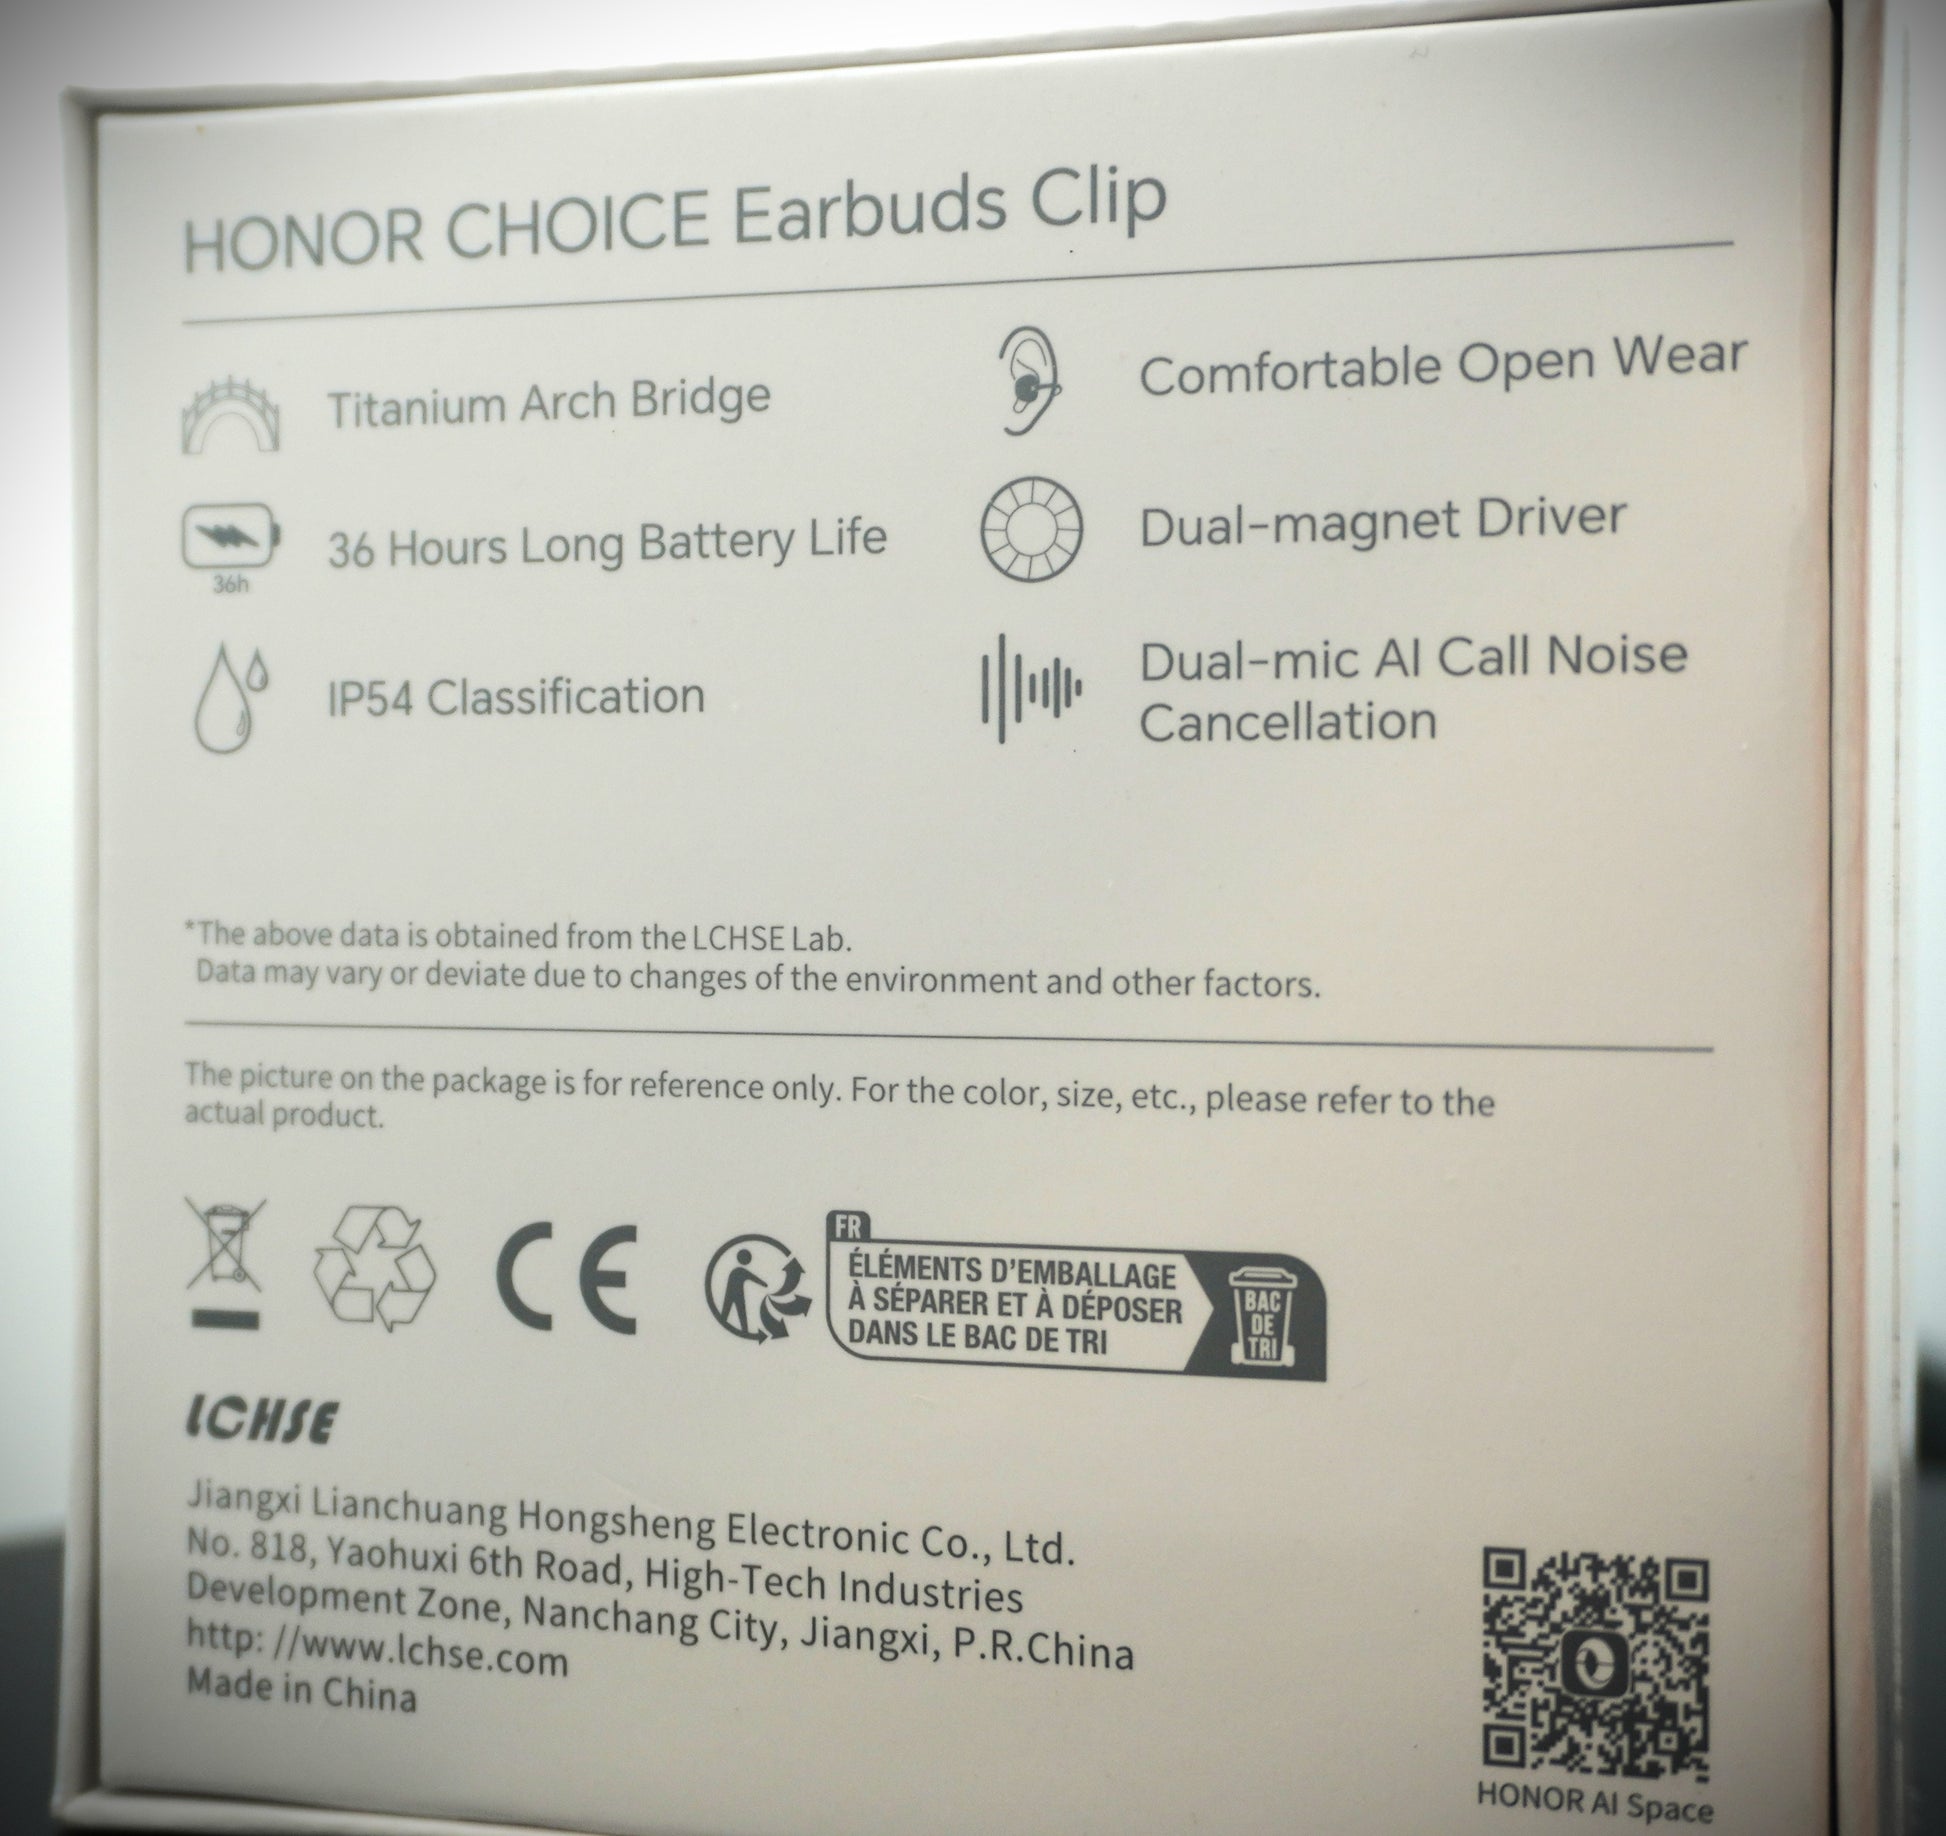 HONOR CHOICE Earbuds Clip
Titanium Arch Bridge
Comfortable Open Wear
36h
36 Hours Long Battery Life
Dual-magnet Driver
IP54 Classification
Dual-mic AI Call Noise
Cancellation
*The above data is obtained from the LCHSE Lab.
Data may vary or deviate due to changes of the environment and other factors.
The picture on the package is for reference only. For the color, size, etc., please refer to the
actual product.
CE
FR
ÉLÉMENTS D'EMBALLAGE
À SÉPARER ET À DÉPOSER
DANS LE BAC DE TRI
BAC
DE
TRI
LCHSE
Jiangxi Lianchuang Hongsheng Electronic Co., Ltd.
No. 818, Yaohuxi 6th Road, High-Tech Industries
Development Zone, Nanchang City, Jiangxi, P.R.China
http: //www.lchse.com
Made in China
HONOR AI Space